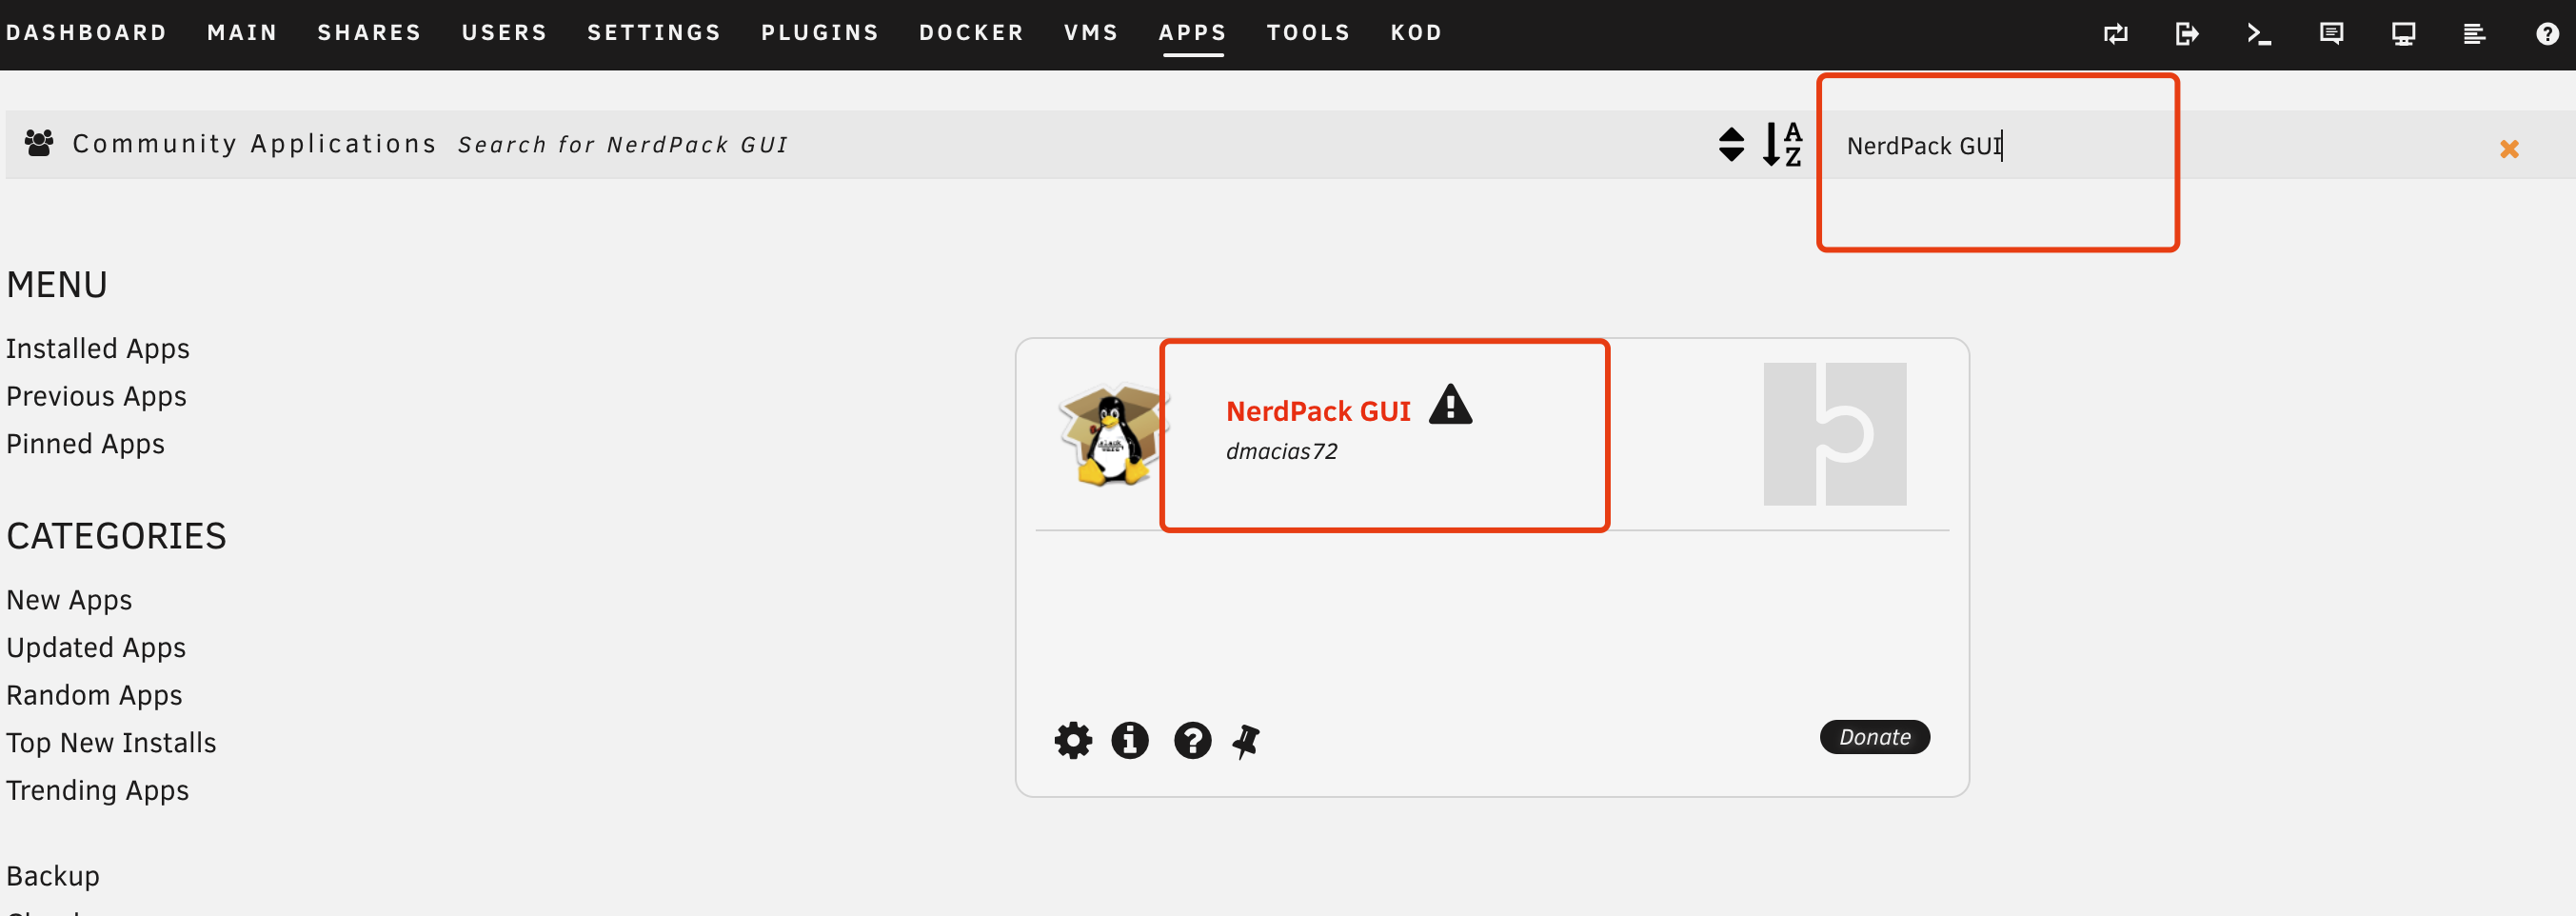 DASHBOARD MAIN SHARES USERS SETTINGS PLUGINS DOCKER VMS APPS TOOLS KOD
Community Applications Search for NerdPack GUI
A
Z
NerdPack GUI
MENU
Installed Apps
Previous Apps
Pinned Apps
CATEGORIES
New Apps
Updated Apps
Random Apps
Top New Installs
Trending Apps
Backup
NerdPack GUI
dmacias72
Donate